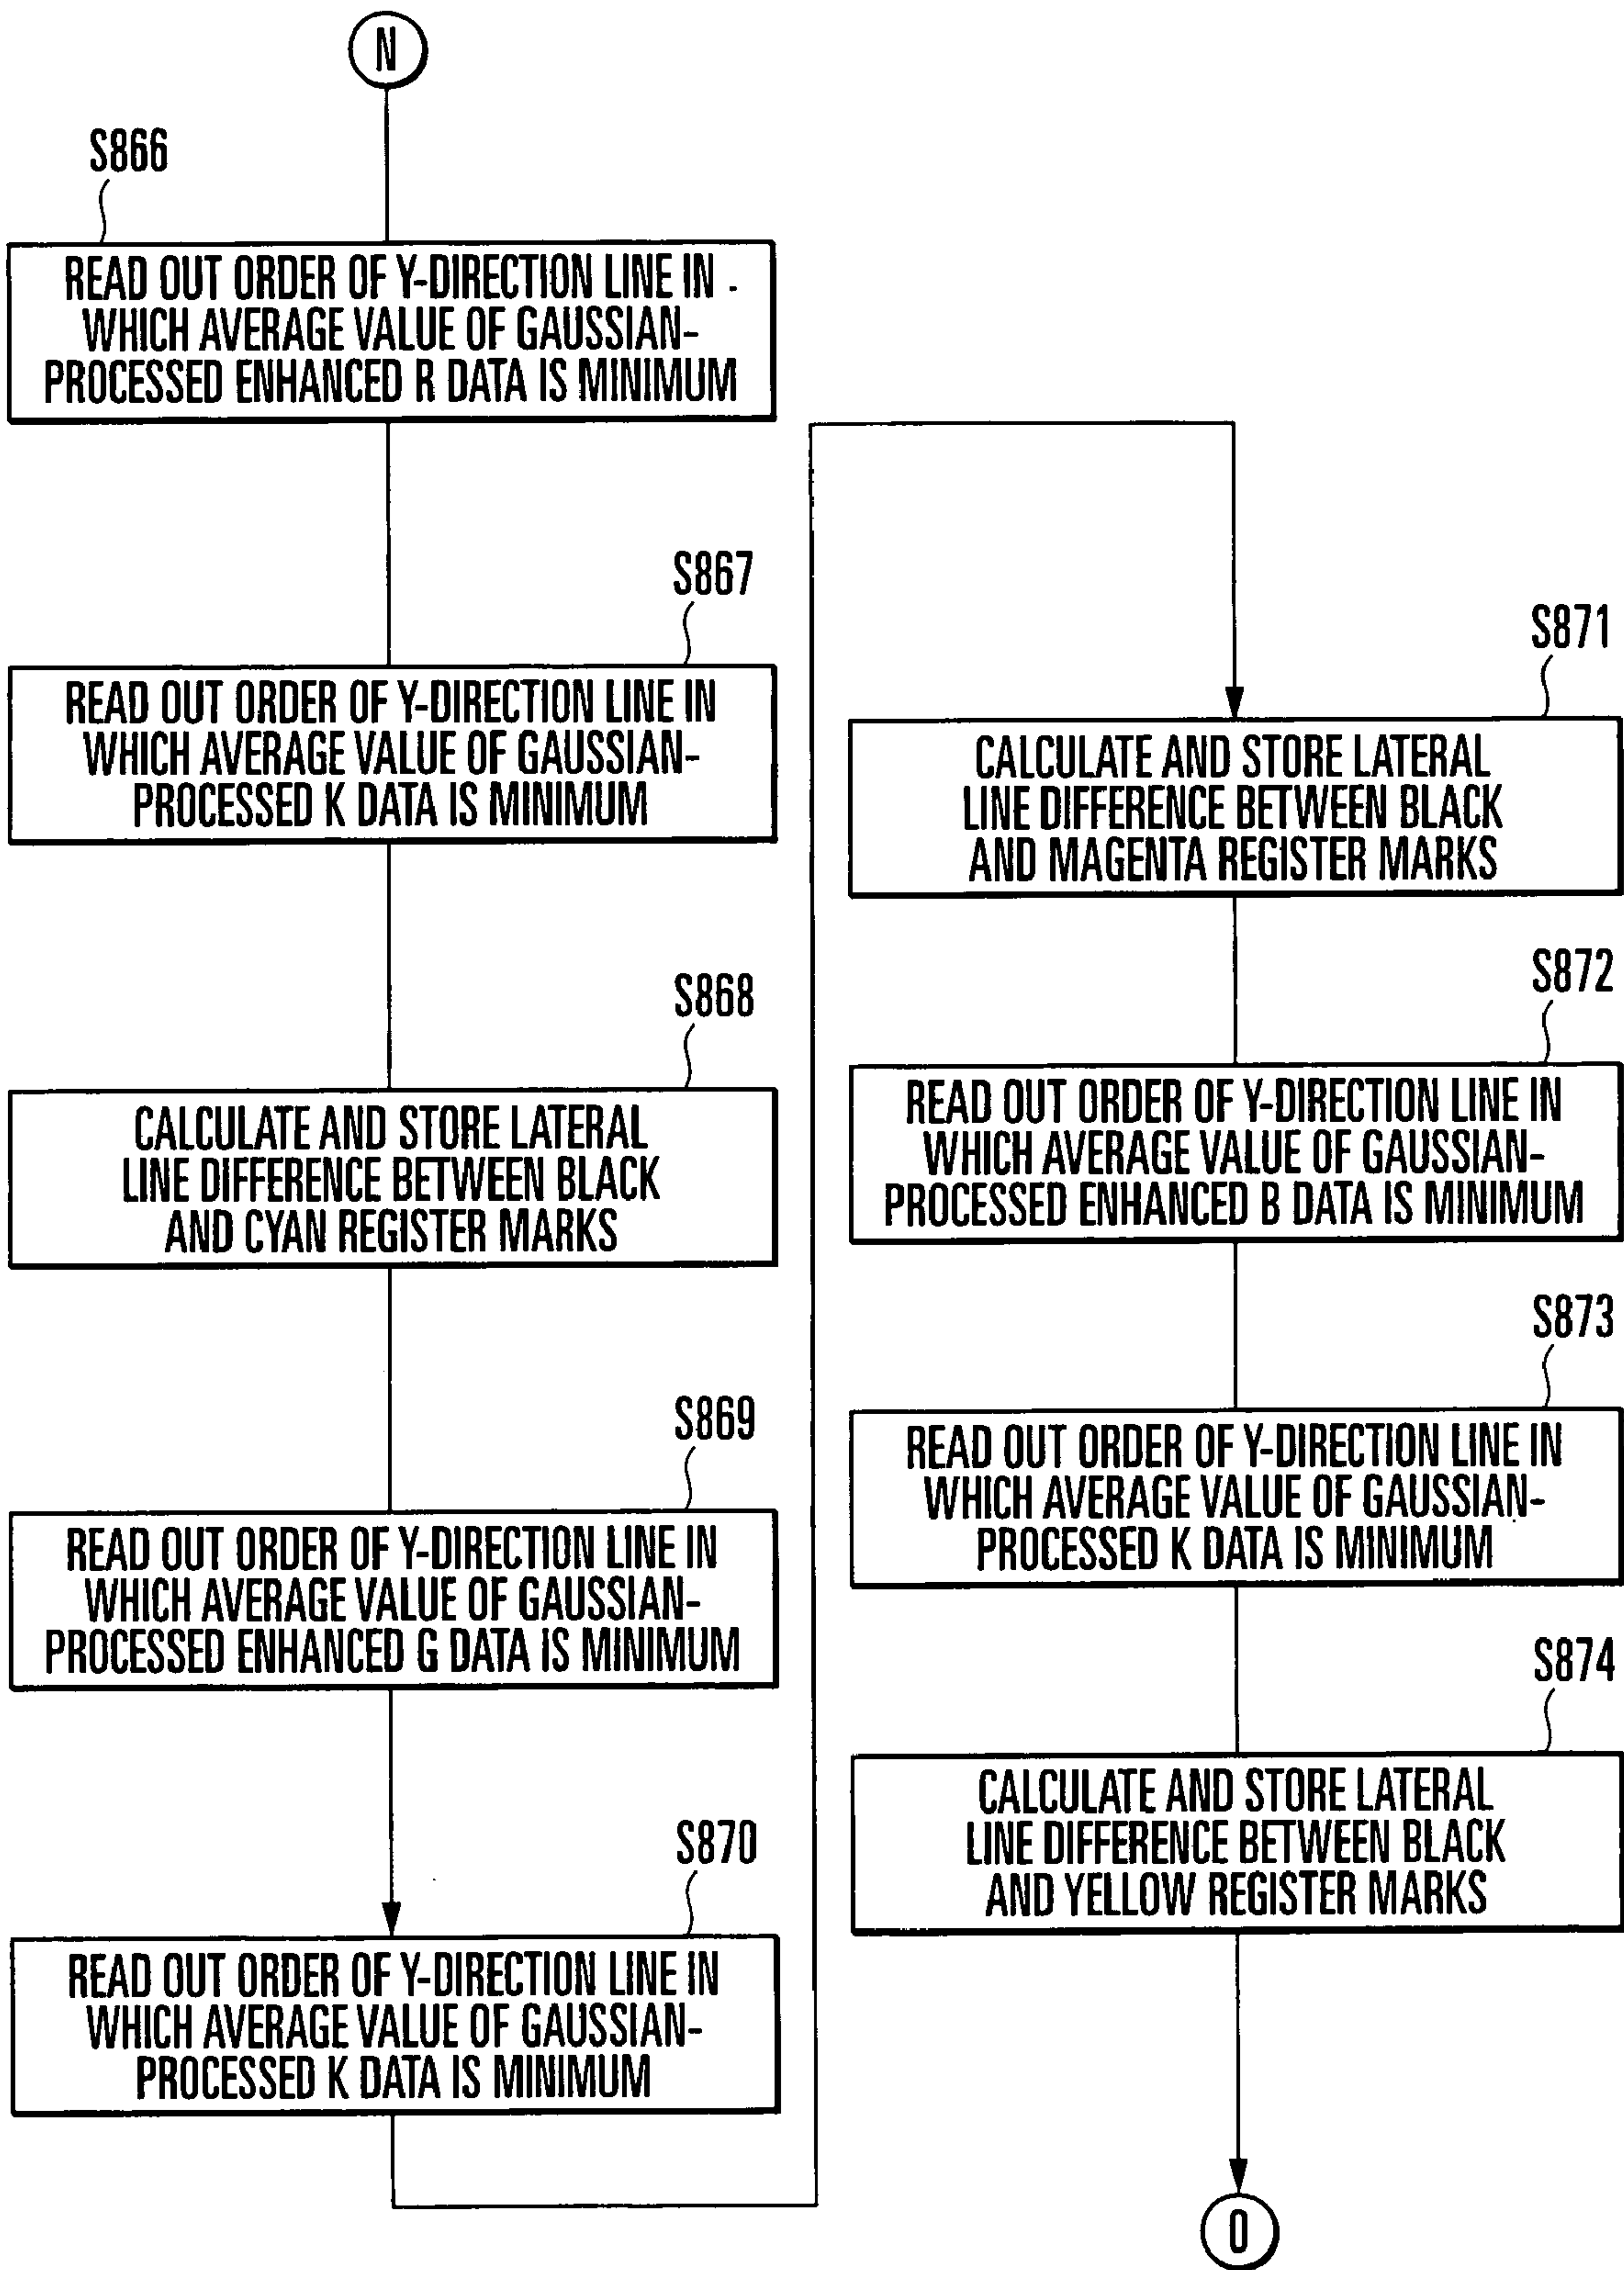 N
S866
READ OUT ORDER OF Y-DIRECTION LINE IN
WHICH AVERAGE VALUE OF GAUSSIAN-
PROCESSED ENHANCED R DATA IS MINIMUM
S867
READ OUT ORDER OF Y-DIRECTION LINE IN
WHICH AVERAGE VALUE OF GAUSSIAN-
PROCESSED K DATA IS MINIMUM
S868
CALCULATE AND STORE LATERAL
LINE DIFFERENCE BETWEEN BLACK
AND CYAN REGISTER MARKS
S869
READ OUT ORDER OF Y-DIRECTION LINE IN
WHICH AVERAGE VALUE OF GAUSSIAN-
PROCESSED ENHANCED G DATA IS MINIMUM
S870
READ OUT ORDER OF Y-DIRECTION LINE IN
WHICH AVERAGE VALUE OF GAUSSIAN-
PROCESSED K DATA IS MINIMUM
S871
CALCULATE AND STORE LATERAL
LINE DIFFERENCE BETWEEN BLACK
AND MAGENTA REGISTER MARKS
S872
READ OUT ORDER OF Y-DIRECTION LINE IN
WHICH AVERAGE VALUE OF GAUSSIAN-
PROCESSED ENHANCED B DATA IS MINIMUM
S873
READ OUT ORDER OF Y-DIRECTION LINE IN
WHICH AVERAGE VALUE OF GAUSSIAN-
PROCESSED K DATA IS MINIMUM
S874
CALCULATE AND STORE LATERAL
LINE DIFFERENCE BETWEEN BLACK
AND YELLOW REGISTER MARKS
O